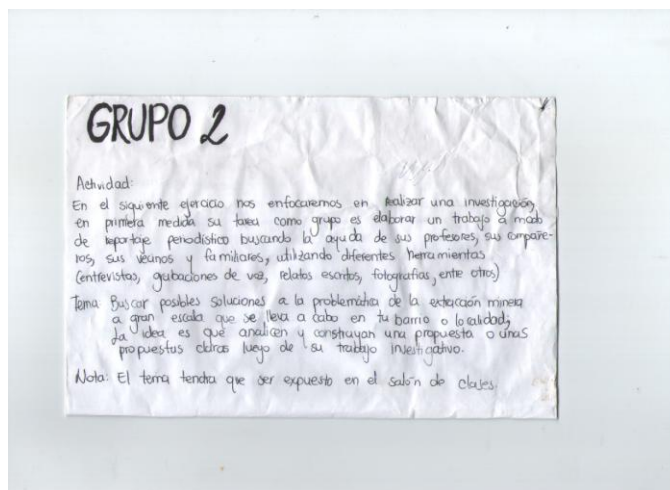 GRUPO 2
Actividad:
En el siguiente ejercicio nos enfocaremos en realizar una investigación,
en primera medida su tarea como grupo es elaborar un trabajo a modo
de reportaje periodístico buscando la ayuda de sus profesores, sus compañe-
ros, sus vecinos y familiares, utilizando diferentes herramientas
(entrevistas, grabaciones de voz, relatos escritos, fotografías, entre otros)
Tema Buscar posibles soluciones a la problemática de la extracción minera
a gran escala que se lleva a cabo en tu barrio o localidad;
La idea es que analicen y construyan una propuesta o unas
propuestas claras luego de su trabajo investigativo.
Nota: El tema tendra que ser expuesto en el salón de clases.